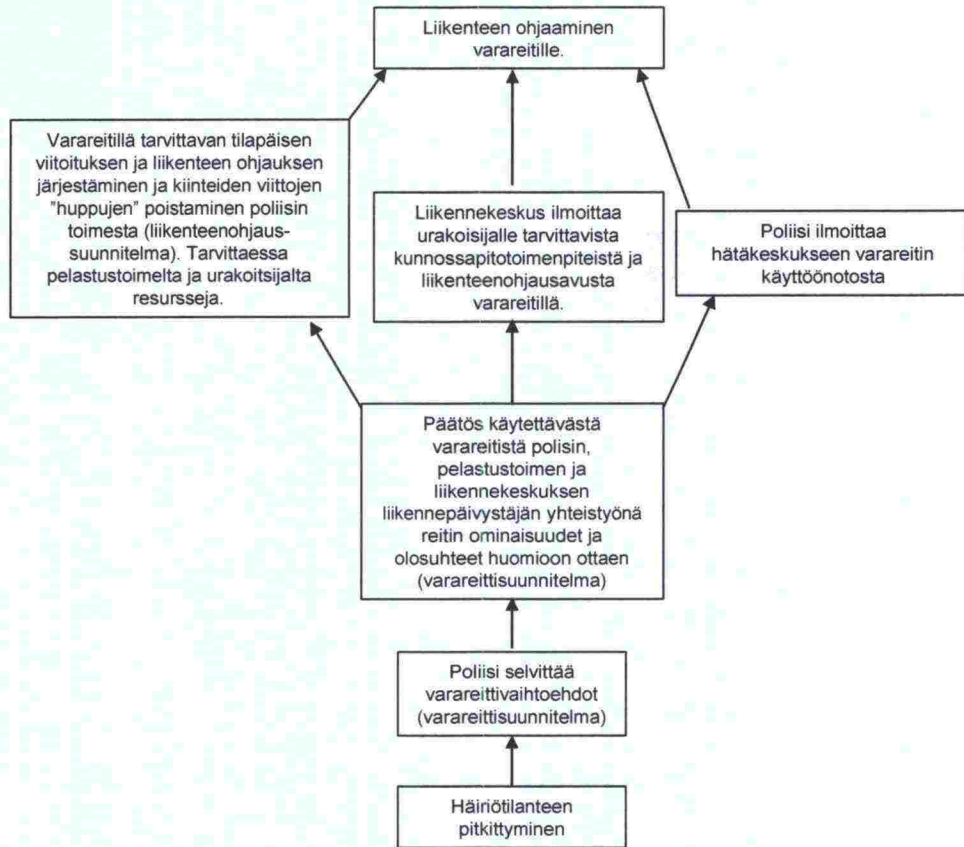 Liikenteen ohjaaminen
varareitille.
Varareitillä tarvittavan tilapäisen
viitoituksen ja liikenteen ohjauksen
järjestäminen ja kiinteiden viittojen
"huppujen" poistaminen poliisin
toimesta (liikenteenohjaus-
suunnitelma). Tarvittaessa
pelastustoimelta ja urakoitsijalta
resursseja.
Liikennekeskus ilmoittaa
urakoisijalle tarvittavista
kunnossapitotoimenpiteistä ja
liikenteenohjausavusta
varareitillä.
Poliisi ilmoittaa
hätäkeskukseen varareitin
käyttöönotosta
Päätös käytettävästä
varareitistä polisin,
pelastustoimen ja
liikennekeskuksen
liikennepäivystäjän yhteistyönä
reitin ominaisuudet ja
olosuhteet huomioon ottaen
(varareittisuunnitelma)
Poliisi selvittää
varareittivaihtoehdot
(varareittisuunnitelma)
Häiriötilanteen
pitkittyminen